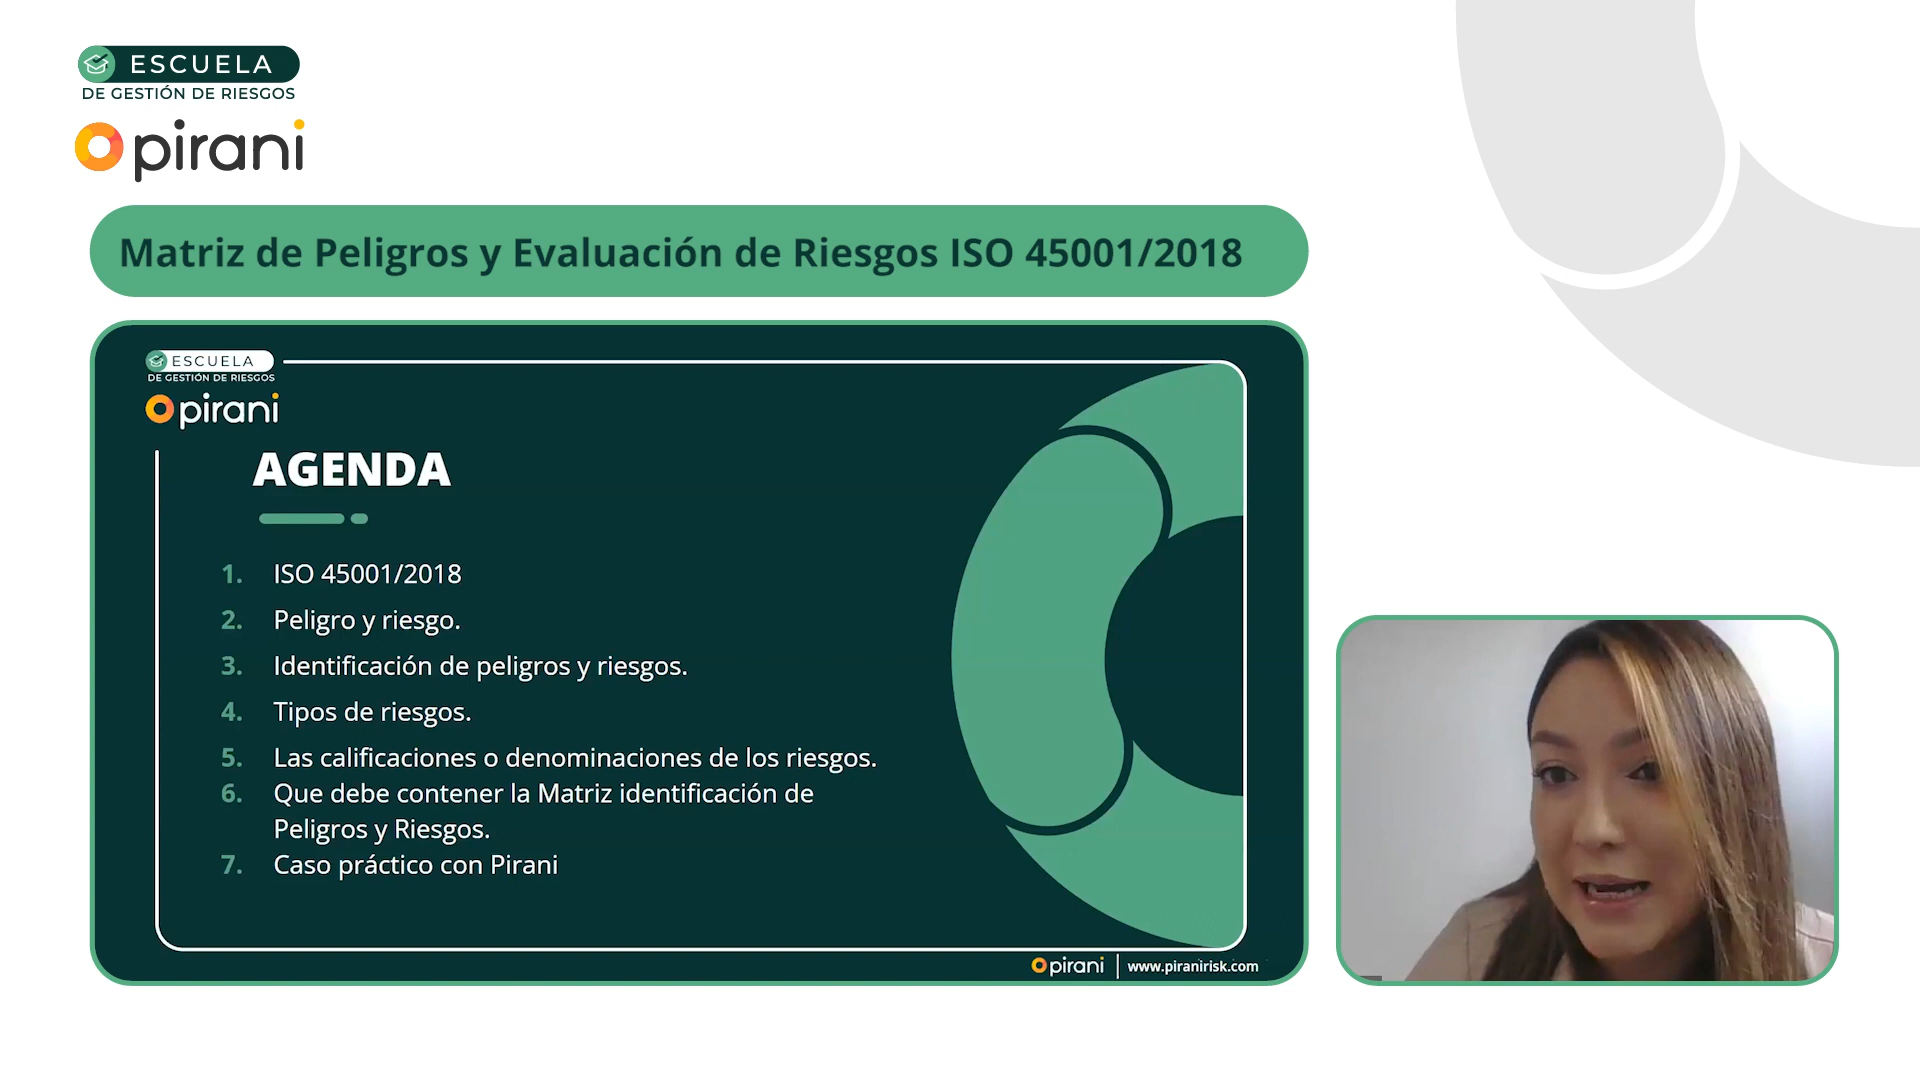 ESCUELA
DE GESTIÓN DE RIESGOS
pirani
Matriz de Peligros y Evaluación de Riesgos ISO 45001/2018
ESCUELA
DE GESTIÓN DE RIESGOS
pirani
AGENDA
1. ISO 45001/2018
2. Peligro y riesgo.
3. Identificación de peligros y riesgos.
4. Tipos de riesgos.
5. Las calificaciones o denominaciones de los riesgos.
6. Que debe contener la Matriz identificación de
Peligros y Riesgos.
7. Caso práctico con Pirani
pirani | www.piranirisk.com